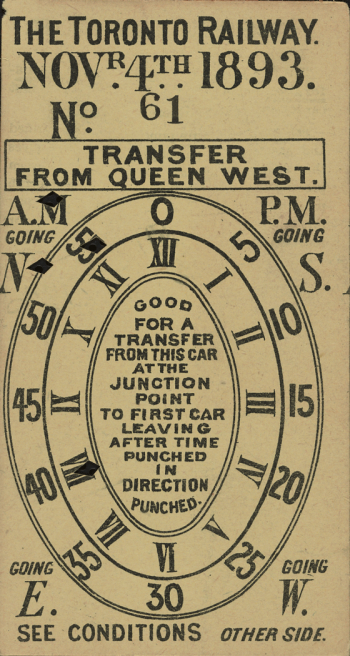 THE TORONTO RAILWAY.
NOVR. 4TH 1893.
No. 61
TRANSFER
FROM QUEEN WEST.
A.M
P.M.
GOING
GOING
N
S.
0
5
10
15
20
25
30
35
40
45
50
55
XII
I
II
III
IV
V
VI
VII
VIII
IX
X
XI
GOOD
FOR A
TRANSFER
FROM THIS CAR
AT THE
JUNCTION
POINT
TO FIRST CAR
LEAVING
AFTER TIME
PUNCHED
IN
DIRECTION
PUNCHED.
GOING
GOING
E.
W.
SEE CONDITIONS OTHER SIDE.